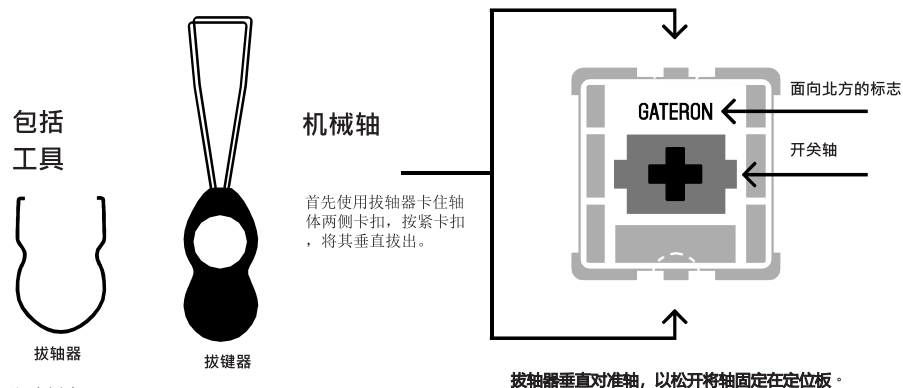 包括
工具
拔轴器
拔键器
机械轴
首先使用拔轴器卡住轴
体两侧卡扣，按紧卡扣
，将其垂直拔出。
GATERON
面向北方的标志
开关轴
拔轴器垂直对准轴，以松开将轴固定在定位板。